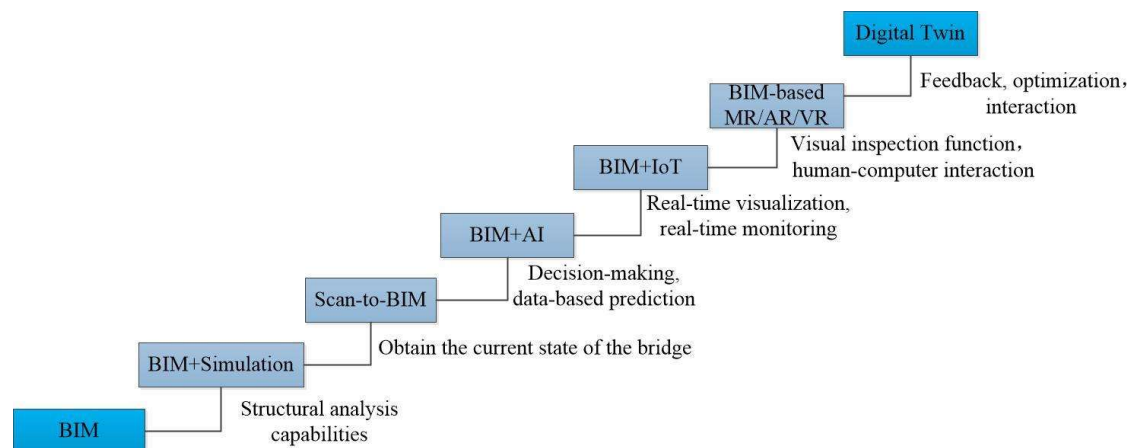 Digital Twin
Feedback, optimization，
interaction
BIM-based
MR/AR/VR
Visual inspection function，
human-computer interaction
BIM+IoT
Real-time visualization,
real-time monitoring
BIM+AI
Decision-making,
data-based prediction
Scan-to-BIM
Obtain the current state of the bridge
BIM+Simulation
Structural analysis
capabilities
BIM